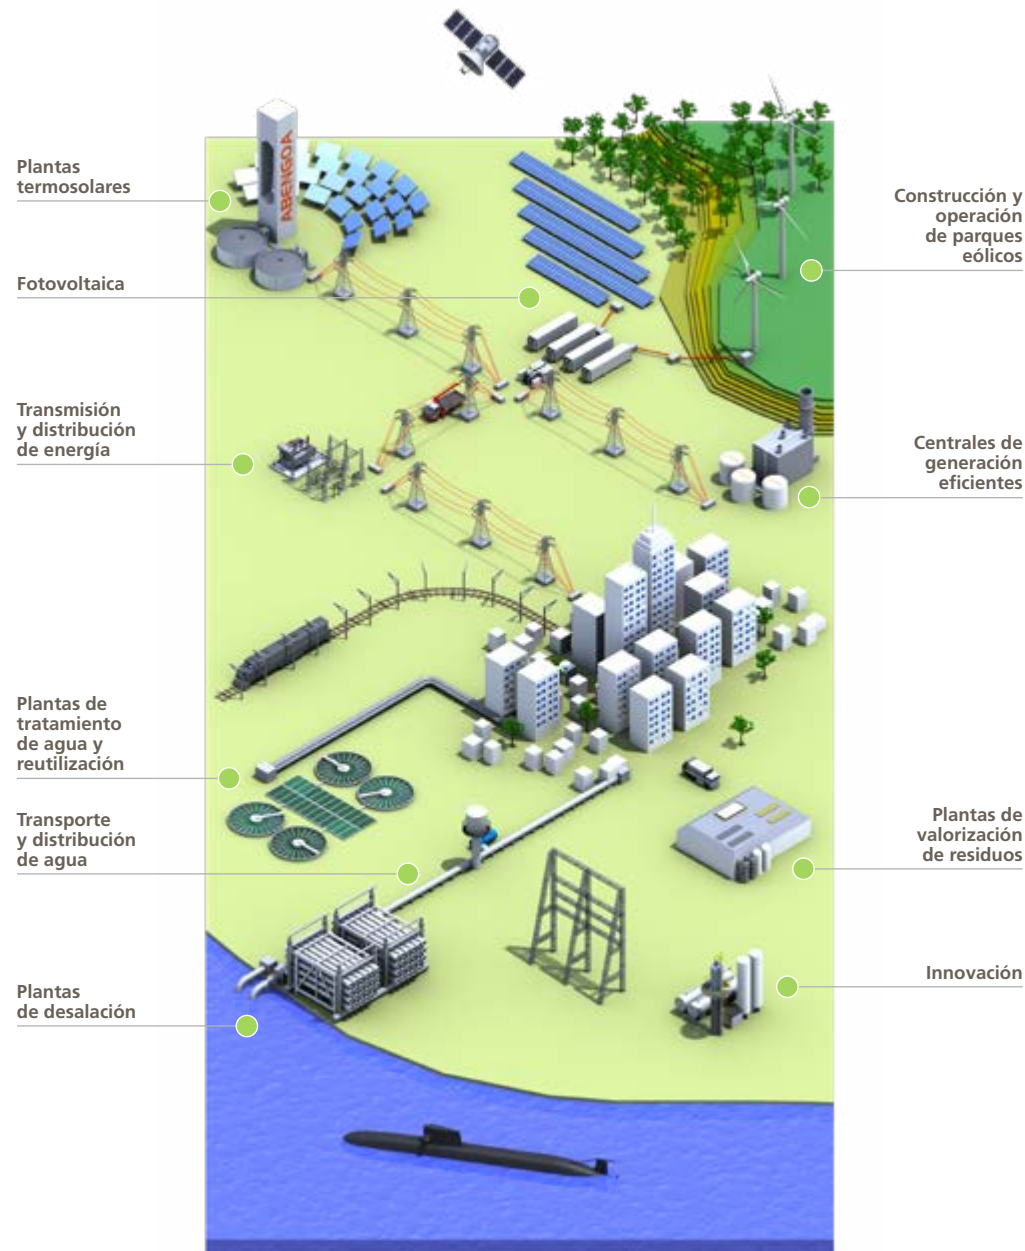 ABENGOA
Plantas
termosolares
Fotovoltaica
Transmisión
y distribución
de energía
Plantas de
tratamiento
de agua y
reutilización
Transporte
y distribución
de agua
Plantas
de desalación
Construcción y
operación
de parques
eólicos
Centrales de
generación
eficientes
Plantas de
valorización
de residuos
Innovación